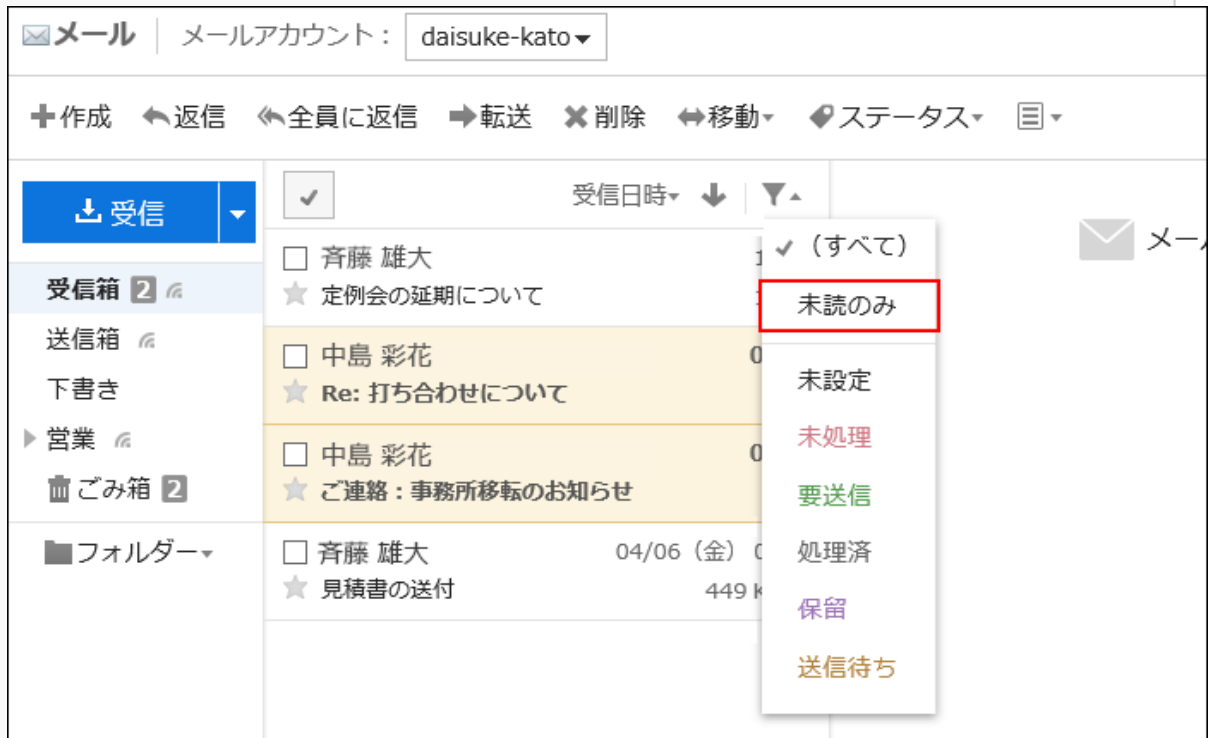 メール メールアカウント： daisuke-kato
作成 返信 全員に返信 転送 削除 移動 ステータス
受信
受信箱 2
送信箱
下書き
営業
ごみ箱 2
フォルダー
受信日時
斉藤 雄大
定例会の延期について
中島 彩花
Re: 打ち合わせについて
中島 彩花
ご連絡：事務所移転のお知らせ
斉藤 雄大 04/06（金）
見積書の送付 449
（すべて）
未読のみ
未設定
未処理
要送信
処理済
保留
送信待ち
メー